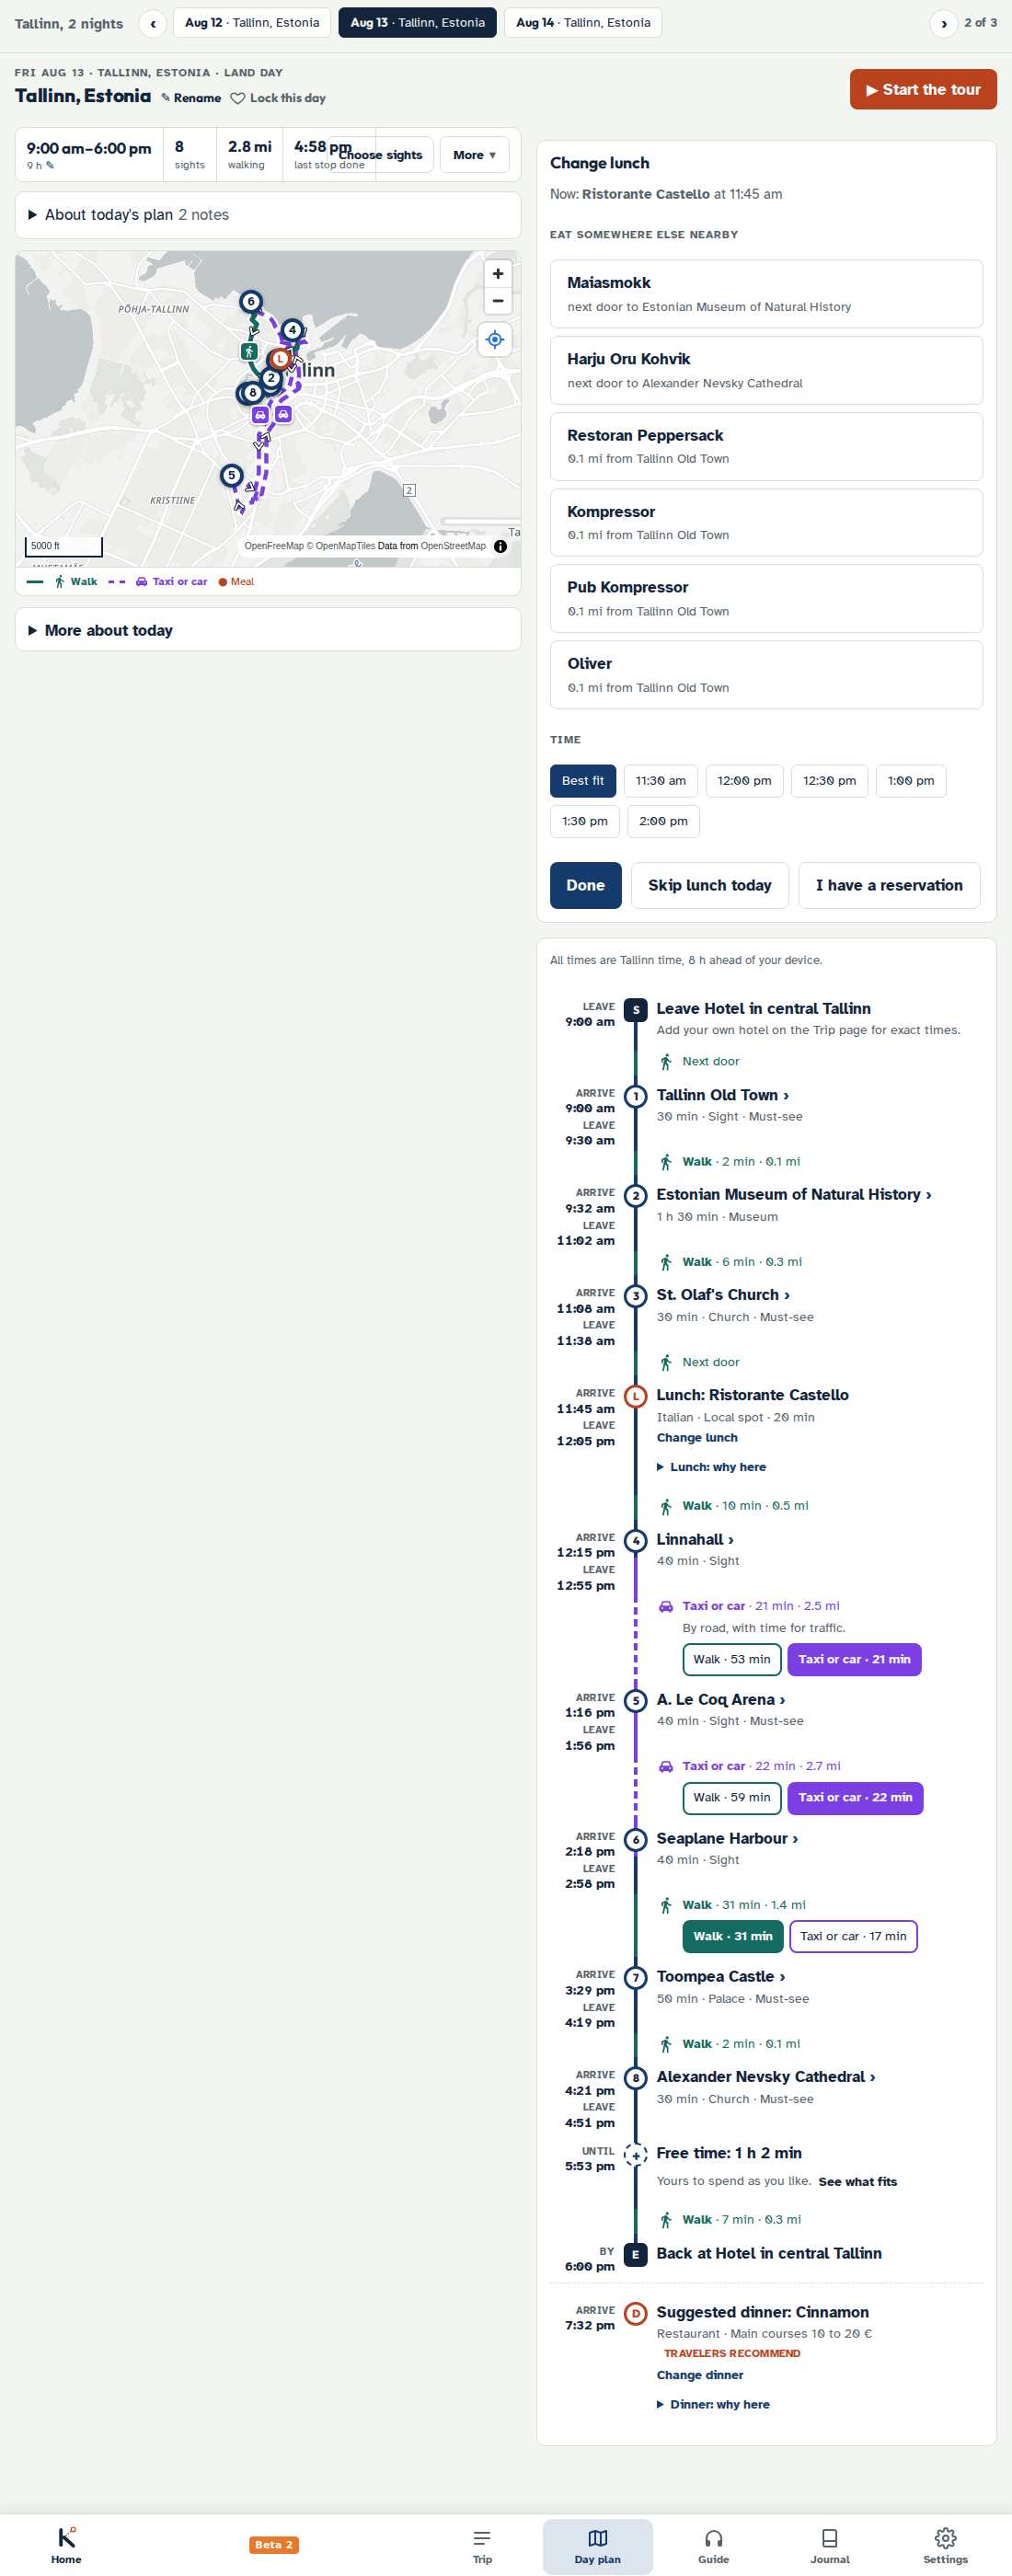 Tallinn, 2 nights
‹
Aug 12 · Tallinn, Estonia
Aug 13 · Tallinn, Estonia
Aug 14 · Tallinn, Estonia
›
2 of 3
FRI AUG 13 · TALLINN, ESTONIA · LAND DAY
Tallinn, Estonia ✎ Rename Lock this day
▶ Start the tour
9:00 am–6:00 pm
9 h ✎
8
sights
2.8 mi
walking
4:58 pm
last stop done
Choose sights
More ▾
▶ About today's plan 2 notes
PÕHJA-TALLINN
6
4
L
2
8
5
linn
KRISTIINE
2
Ta
+
−
5000 ft
OpenFreeMap © OpenMapTiles Data from OpenStreetMap
Walk
Taxi or car
Meal
▶ More about today
Change lunch
Now: Ristorante Castello at 11:45 am
EAT SOMEWHERE ELSE NEARBY
Maiasmokk
next door to Estonian Museum of Natural History
Harju Oru Kohvik
next door to Alexander Nevsky Cathedral
Restoran Peppersack
0.1 mi from Tallinn Old Town
Kompressor
0.1 mi from Tallinn Old Town
Pub Kompressor
0.1 mi from Tallinn Old Town
Oliver
0.1 mi from Tallinn Old Town
TIME
Best fit
11:30 am
12:00 pm
12:30 pm
1:00 pm
1:30 pm
2:00 pm
Done
Skip lunch today
I have a reservation
All times are Tallinn time, 8 h ahead of your device.
LEAVE
9:00 am
S
Leave Hotel in central Tallinn
Add your own hotel on the Trip page for exact times.
Next door
ARRIVE
9:00 am
LEAVE
9:30 am
1
Tallinn Old Town ›
30 min · Sight · Must-see
Walk · 2 min · 0.1 mi
ARRIVE
9:32 am
LEAVE
11:02 am
2
Estonian Museum of Natural History ›
1 h 30 min · Museum
Walk · 6 min · 0.3 mi
ARRIVE
11:08 am
LEAVE
11:38 am
3
St. Olaf's Church ›
30 min · Church · Must-see
Next door
ARRIVE
11:45 am
LEAVE
12:05 pm
L
Lunch: Ristorante Castello
Italian · Local spot · 20 min
Change lunch
▶ Lunch: why here
Walk · 10 min · 0.5 mi
ARRIVE
12:15 pm
LEAVE
12:55 pm
4
Linnahall ›
40 min · Sight
Taxi or car · 21 min · 2.5 mi
By road, with time for traffic.
Walk · 53 min
Taxi or car · 21 min
ARRIVE
1:16 pm
LEAVE
1:56 pm
5
A. Le Coq Arena ›
40 min · Sight · Must-see
Taxi or car · 22 min · 2.7 mi
Walk · 59 min
Taxi or car · 22 min
ARRIVE
2:18 pm
LEAVE
2:58 pm
6
Seaplane Harbour ›
40 min · Sight
Walk · 31 min · 1.4 mi
Walk · 31 min
Taxi or car · 17 min
ARRIVE
3:29 pm
LEAVE
4:19 pm
7
Toompea Castle ›
50 min · Palace · Must-see
Walk · 2 min · 0.1 mi
ARRIVE
4:21 pm
LEAVE
4:51 pm
8
Alexander Nevsky Cathedral ›
30 min · Church · Must-see
UNTIL
5:53 pm
+
Free time: 1 h 2 min
Yours to spend as you like. See what fits
Walk · 7 min · 0.3 mi
BY
6:00 pm
E
Back at Hotel in central Tallinn
ARRIVE
7:32 pm
D
Suggested dinner: Cinnamon
Restaurant · Main courses 10 to 20 €
TRAVELERS RECOMMEND
Change dinner
▶ Dinner: why here
Home
Beta 2
Trip
Day plan
Guide
Journal
Settings